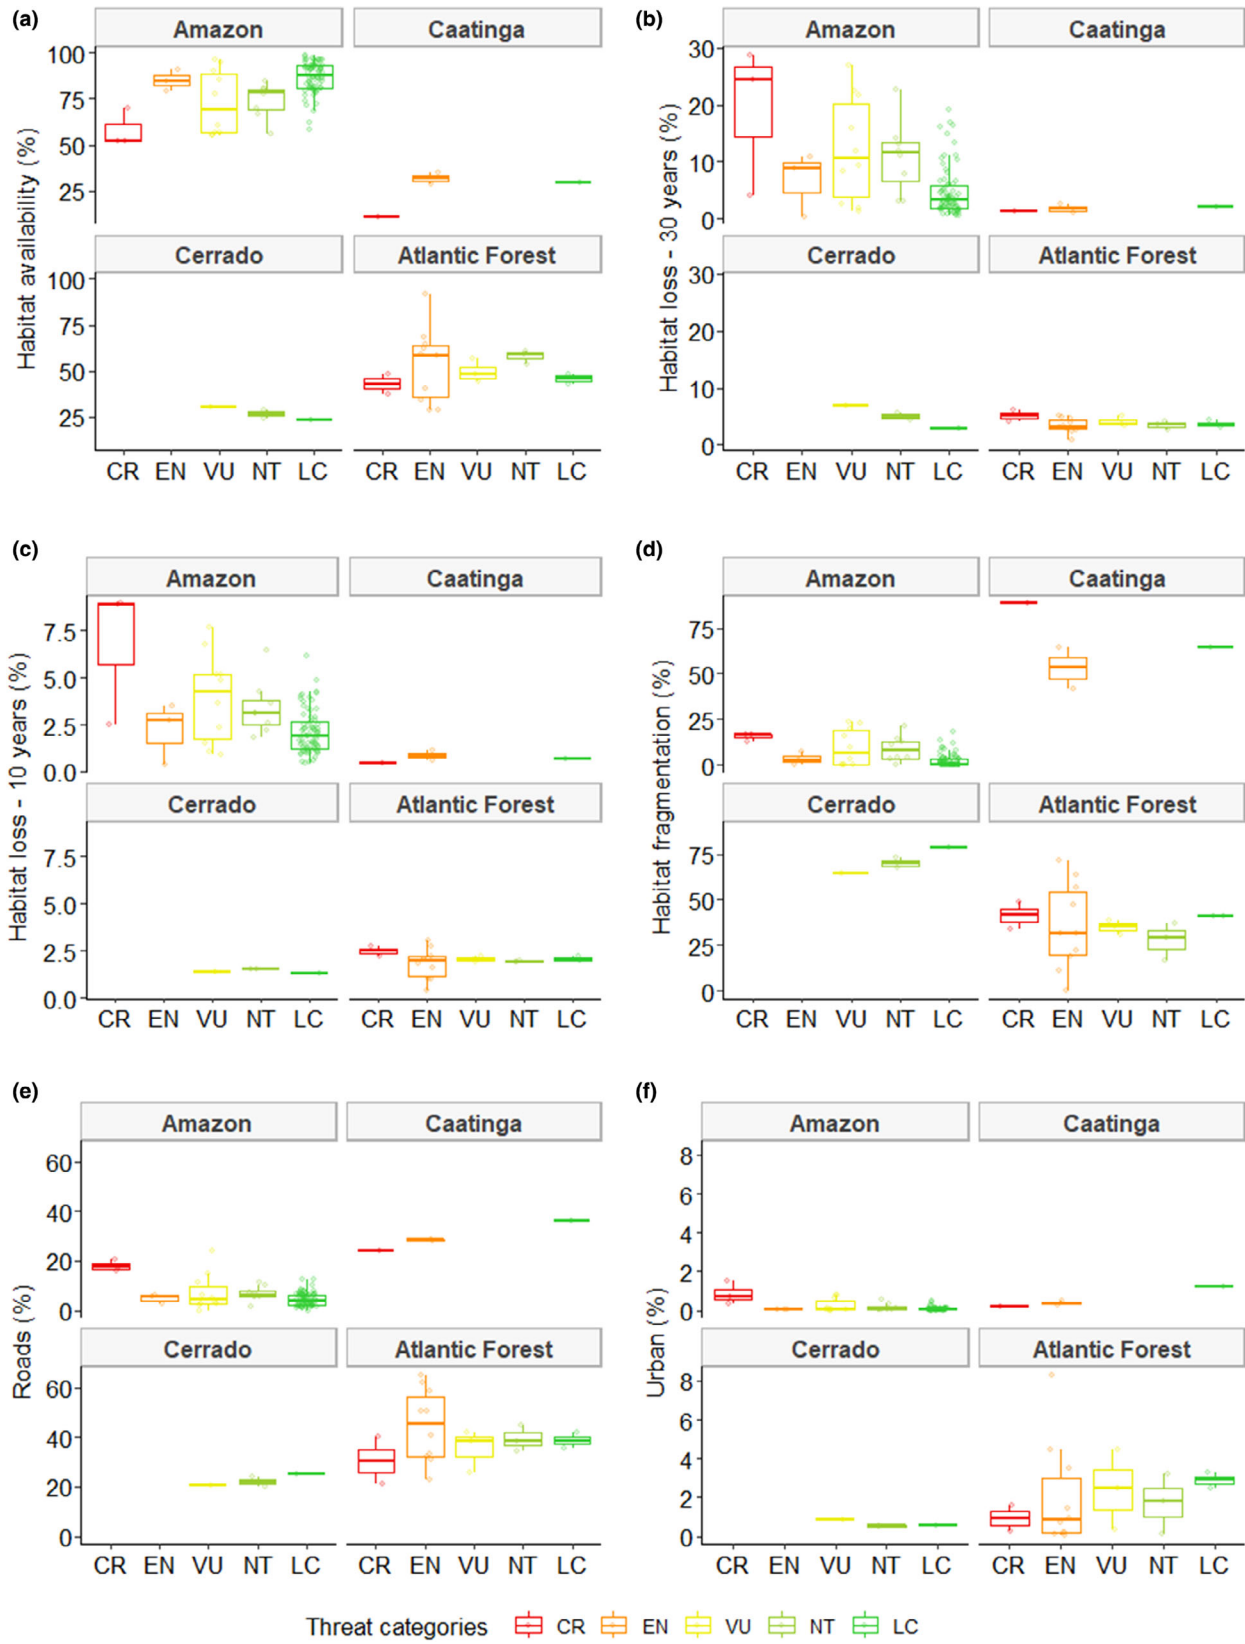 (a)
Amazon
Caatinga
100
75
50
25
Cerrado
Atlantic Forest
100
75
50
25
CR EN VU NT LC
CR EN VU NT LC
Habitat availability (%)
(b)
Amazon
Caatinga
30
20
10
0
Cerrado
Atlantic Forest
30
20
10
0
CR EN VU NT LC
CR EN VU NT LC
Habitat loss - 30 years (%)
(c)
Amazon
Caatinga
7.5
5.0
2.5
0.0
Cerrado
Atlantic Forest
7.5
5.0
2.5
0.0
CR EN VU NT LC
CR EN VU NT LC
Habitat loss - 10 years (%)
(d)
Amazon
Caatinga
75
50
25
0
Cerrado
Atlantic Forest
75
50
25
0
CR EN VU NT LC
CR EN VU NT LC
Habitat fragmentation (%)
(e)
Amazon
Caatinga
60
40
20
0
Cerrado
Atlantic Forest
60
40
20
0
CR EN VU NT LC
CR EN VU NT LC
Roads (%)
(f)
Amazon
Caatinga
8
6
4
2
0
Cerrado
Atlantic Forest
8
6
4
2
0
CR EN VU NT LC
CR EN VU NT LC
Urban (%)
Threat categories CR EN VU NT LC